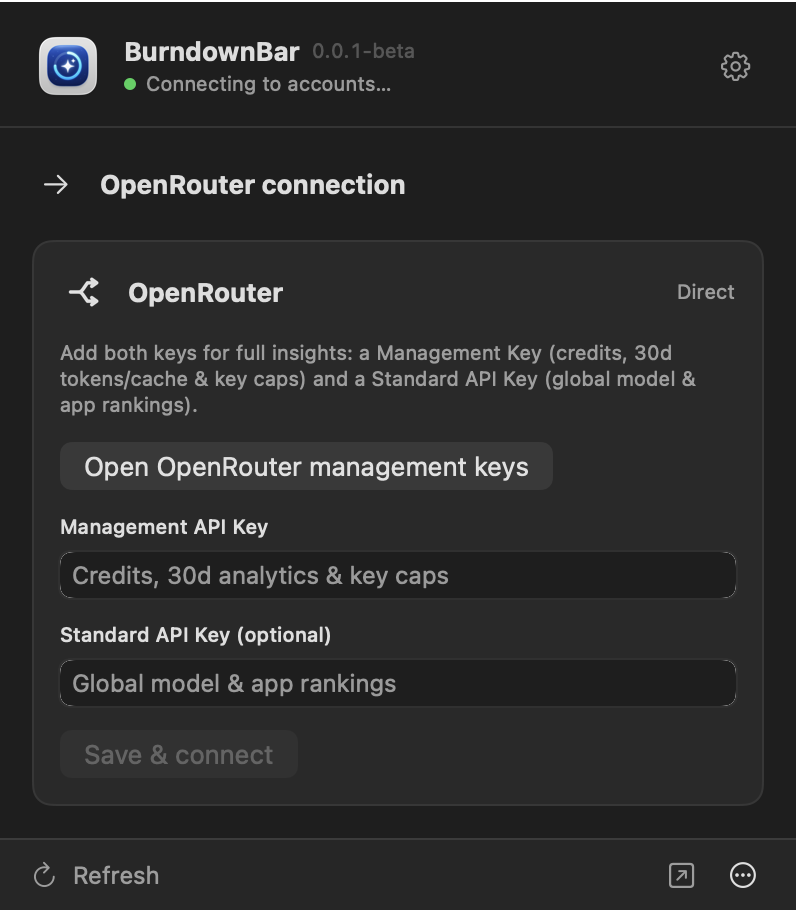 BurndownBar 0.0.1-beta
Connecting to accounts...
OpenRouter connection
OpenRouter
Direct
Add both keys for full insights: a Management Key (credits, 30d
tokens/cache & key caps) and a Standard API Key (global model &
app rankings).
Open OpenRouter management keys
Management API Key
Credits, 30d analytics & key caps
Standard API Key (optional)
Global model & app rankings
Save & connect
Refresh